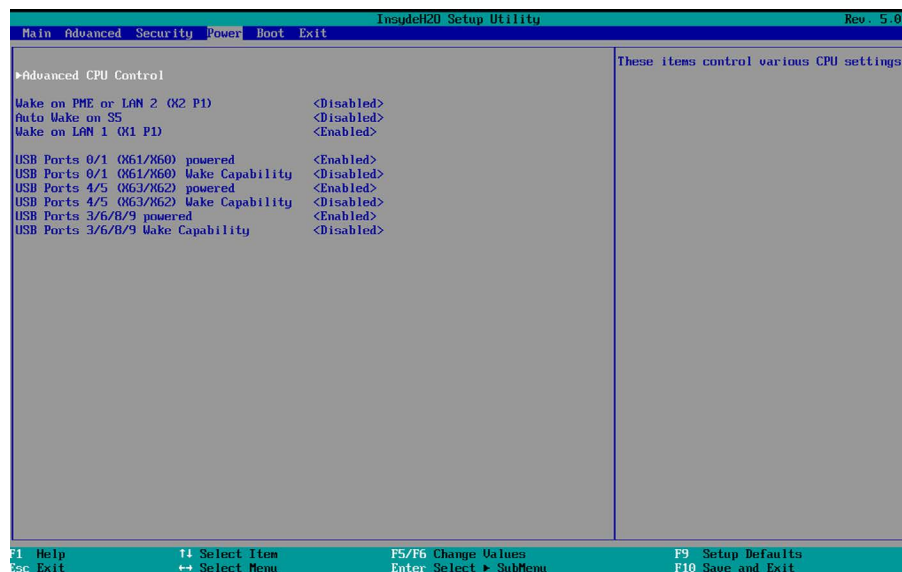 InsydeH2O Setup Utility Rev. 5.0
Main Advanced Security Power Boot Exit
▶Advanced CPU Control
These items control various CPU settings
Wake on PME or LAN 2 (X2 P1) <Disabled>
Auto Wake on S5 <Disabled>
Wake on LAN 1 (X1 P1) <Enabled>
USB Ports 0/1 (X61/X60) powered <Enabled>
USB Ports 0/1 (X61/X60) Wake Capability <Disabled>
USB Ports 4/5 (X63/X62) powered <Enabled>
USB Ports 4/5 (X63/X62) Wake Capability <Disabled>
USB Ports 3/6/8/9 powered <Enabled>
USB Ports 3/6/8/9 Wake Capability <Disabled>
F1 Help ↑↓ Select Item F5/F6 Change Values F9 Setup Defaults
Esc Exit ↔ Select Menu Enter Select ▶ SubMenu F10 Save and Exit